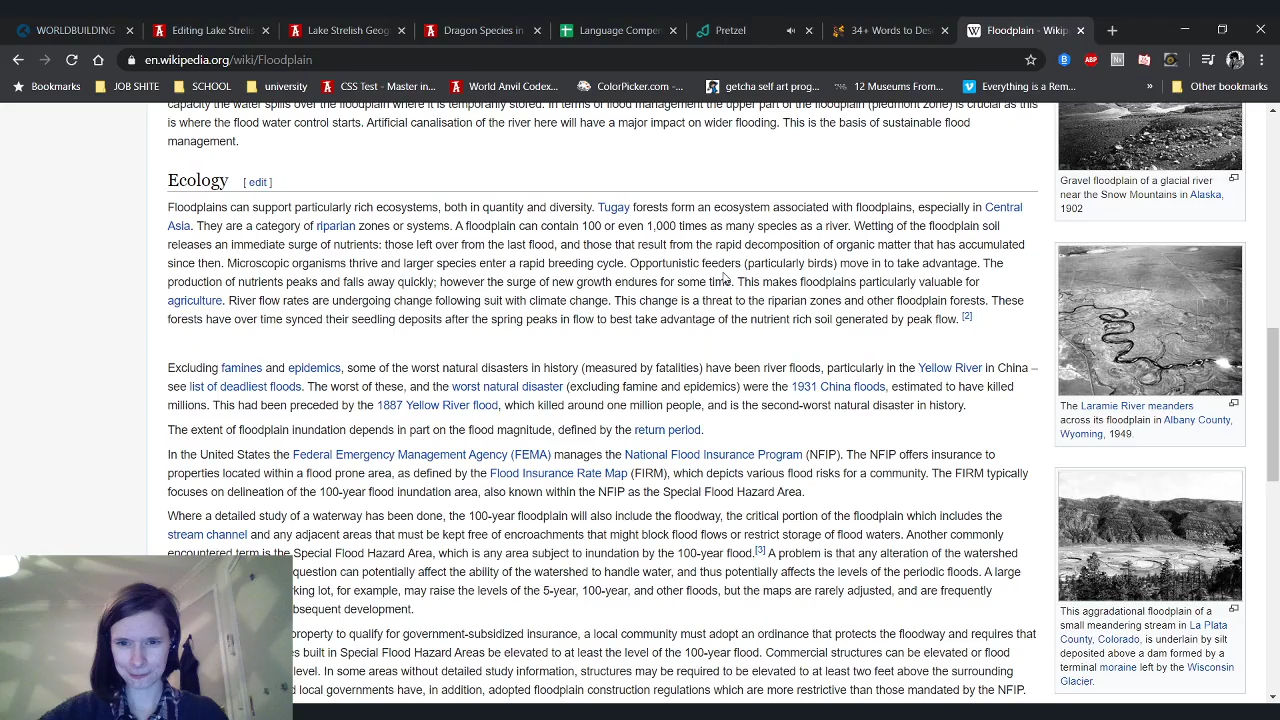 WORLDBUILDING
Editing Lake Streli
Lake Strelish Geog
Dragon Species in
Language Compen
Pretzel
34+ Words to Des
Floodplain - Wiki
en.wikipedia.org/wiki/Floodplain
ABP
Bookmarks
JOB SHITE
SCHOOL
university
CSS Test - Master in...
World Anvil Codex...
ColorPicker.com -...
getcha self art prog...
12 Museums From...
Everything is a Rem...
»
Other bookmarks
capacity the water spills over the floodplain where it is temporarily stored. In terms of flood management the upper part of the floodplain (piedmont zone) is crucial as this
is where the flood water control starts. Artificial canalisation of the river here will have a major impact on wider flooding. This is the basis of sustainable flood
management.
Ecology [ edit ]
Floodplains can support particularly rich ecosystems, both in quantity and diversity. Tugay forests form an ecosystem associated with floodplains, especially in Central
Asia. They are a category of riparian zones or systems. A floodplain can contain 100 or even 1,000 times as many species as a river. Wetting of the floodplain soil
releases an immediate surge of nutrients: those left over from the last flood, and those that result from the rapid decomposition of organic matter that has accumulated
since then. Microscopic organisms thrive and larger species enter a rapid breeding cycle. Opportunistic feeders (particularly birds) move in to take advantage. The
production of nutrients peaks and falls away quickly; however the surge of new growth endures for some time. This makes floodplains particularly valuable for
agriculture. River flow rates are undergoing change following suit with climate change. This change is a threat to the riparian zones and other floodplain forests. These
forests have over time synced their seedling deposits after the spring peaks in flow to best take advantage of the nutrient rich soil generated by peak flow. [2]
Excluding famines and epidemics, some of the worst natural disasters in history (measured by fatalities) have been river floods, particularly in the Yellow River in China –
see list of deadliest floods. The worst of these, and the worst natural disaster (excluding famine and epidemics) were the 1931 China floods, estimated to have killed
millions. This had been preceded by the 1887 Yellow River flood, which killed around one million people, and is the second-worst natural disaster in history.
The extent of floodplain inundation depends in part on the flood magnitude, defined by the return period.
In the United States the Federal Emergency Management Agency (FEMA) manages the National Flood Insurance Program (NFIP). The NFIP offers insurance to
properties located within a flood prone area, as defined by the Flood Insurance Rate Map (FIRM), which depicts various flood risks for a community. The FIRM typically
focuses on delineation of the 100-year flood inundation area, also known within the NFIP as the Special Flood Hazard Area.
Where a detailed study of a waterway has been done, the 100-year floodplain will also include the floodway, the critical portion of the floodplain which includes the
stream channel and any adjacent areas that must be kept free of encroachments that might block flood flows or restrict storage of flood waters. Another commonly
encountered term is the Special Flood Hazard Area, which is any area subject to inundation by the 100-year flood.[3] A problem is that any alteration of the watershed
question can potentially affect the ability of the watershed to handle water, and thus potentially affects the levels of the periodic floods. A large
rking lot, for example, may raise the levels of the 5-year, 100-year, and other floods, but the maps are rarely adjusted, and are frequently
bsequent development.
property to qualify for government-subsidized insurance, a local community must adopt an ordinance that protects the floodway and requires that
es built in Special Flood Hazard Areas be elevated to at least the level of the 100-year flood. Commercial structures can be elevated or flood
level. In some areas without detailed study information, structures may be required to be elevated to at least two feet above the surrounding
d local governments have, in addition, adopted floodplain construction regulations which are more restrictive than those mandated by the NFIP.
Gravel floodplain of a glacial river
near the Snow Mountains in Alaska,
1902
The Laramie River meanders
across its floodplain in Albany County,
Wyoming, 1949.
This aggradational floodplain of a
small meandering stream in La Plata
County, Colorado, is underlain by silt
deposited above a dam formed by a
terminal moraine left by the Wisconsin
Glacier.